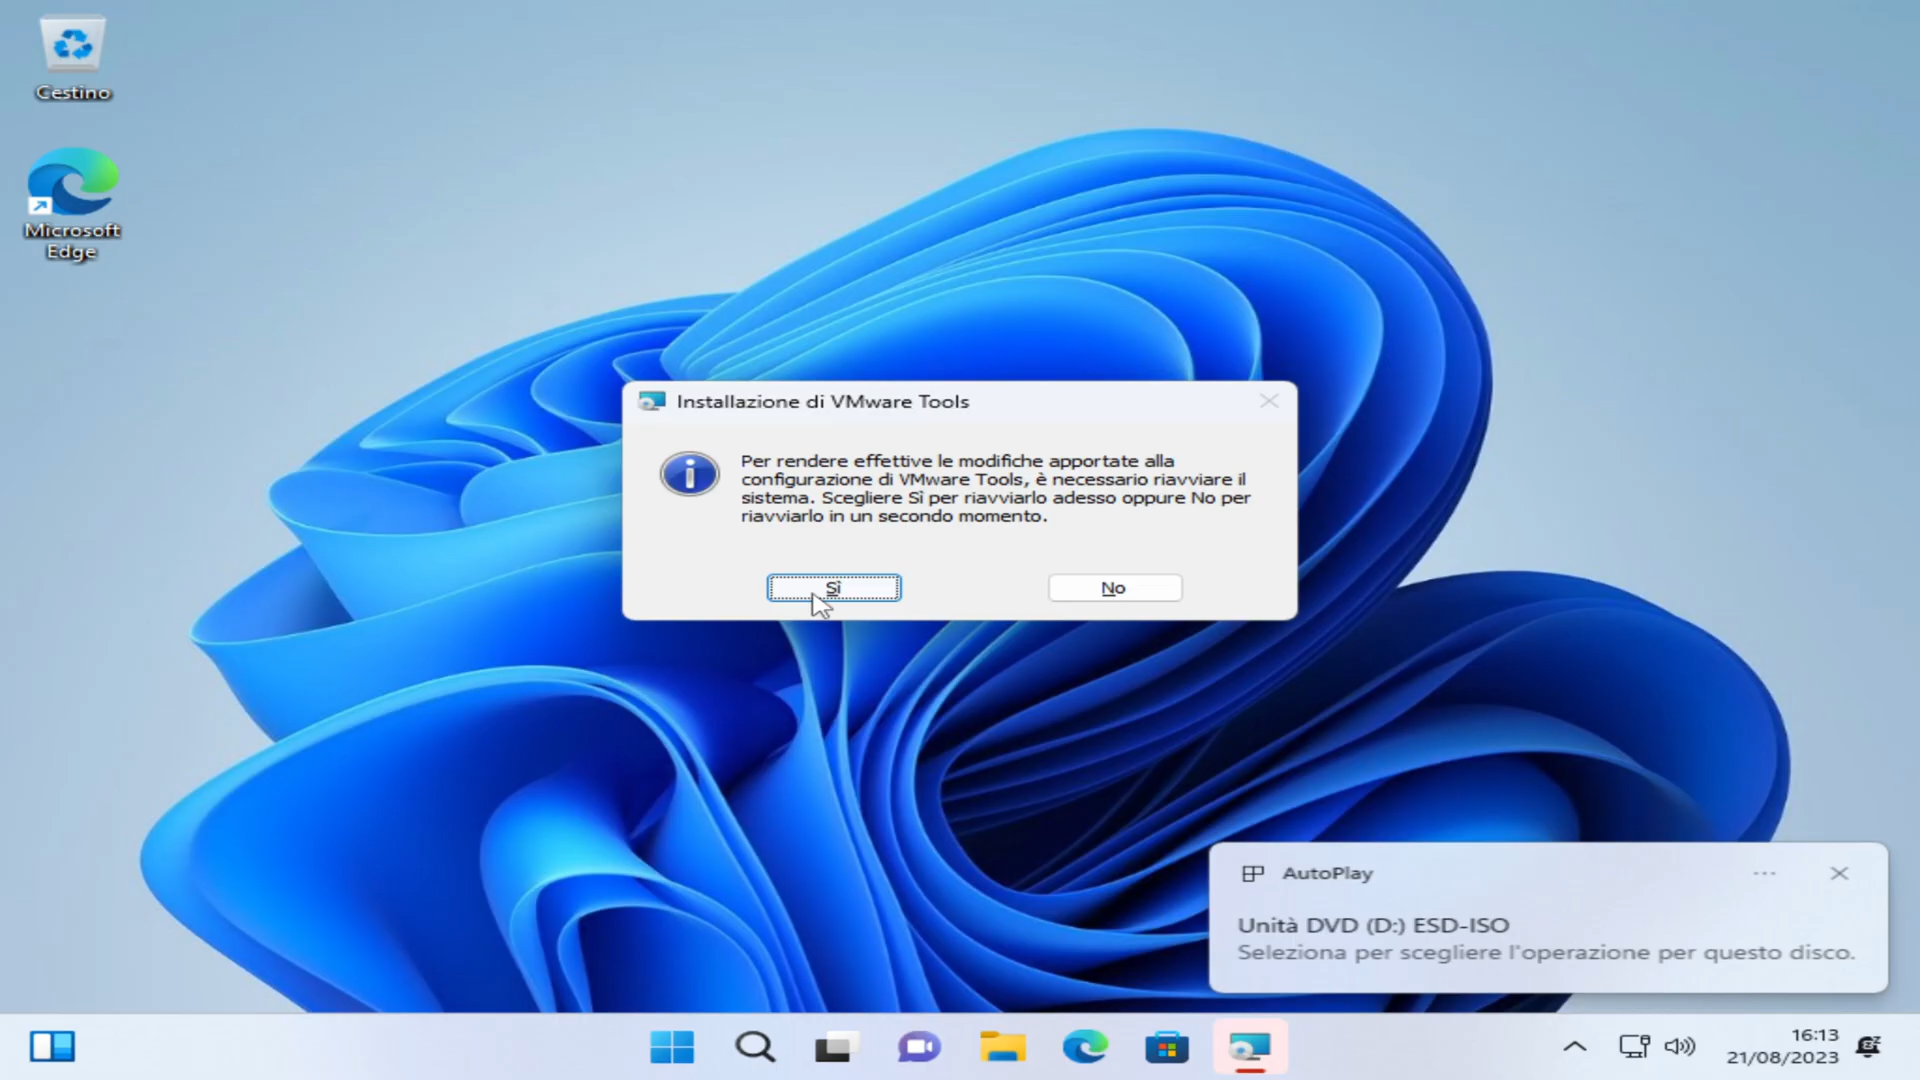 Cestino
Microsoft
Edge
Installazione di VMware Tools
Per rendere effettive le modifiche apportate alla
configurazione di VMware Tools, è necessario riavviare il
sistema. Scegliere Sì per riavviarlo adesso oppure No per
riavviarlo in un secondo momento.
Sì
No
AutoPlay
Unità DVD (D:) ESD-ISO
Seleziona per scegliere l'operazione per questo disco.
16:13
21/08/2023